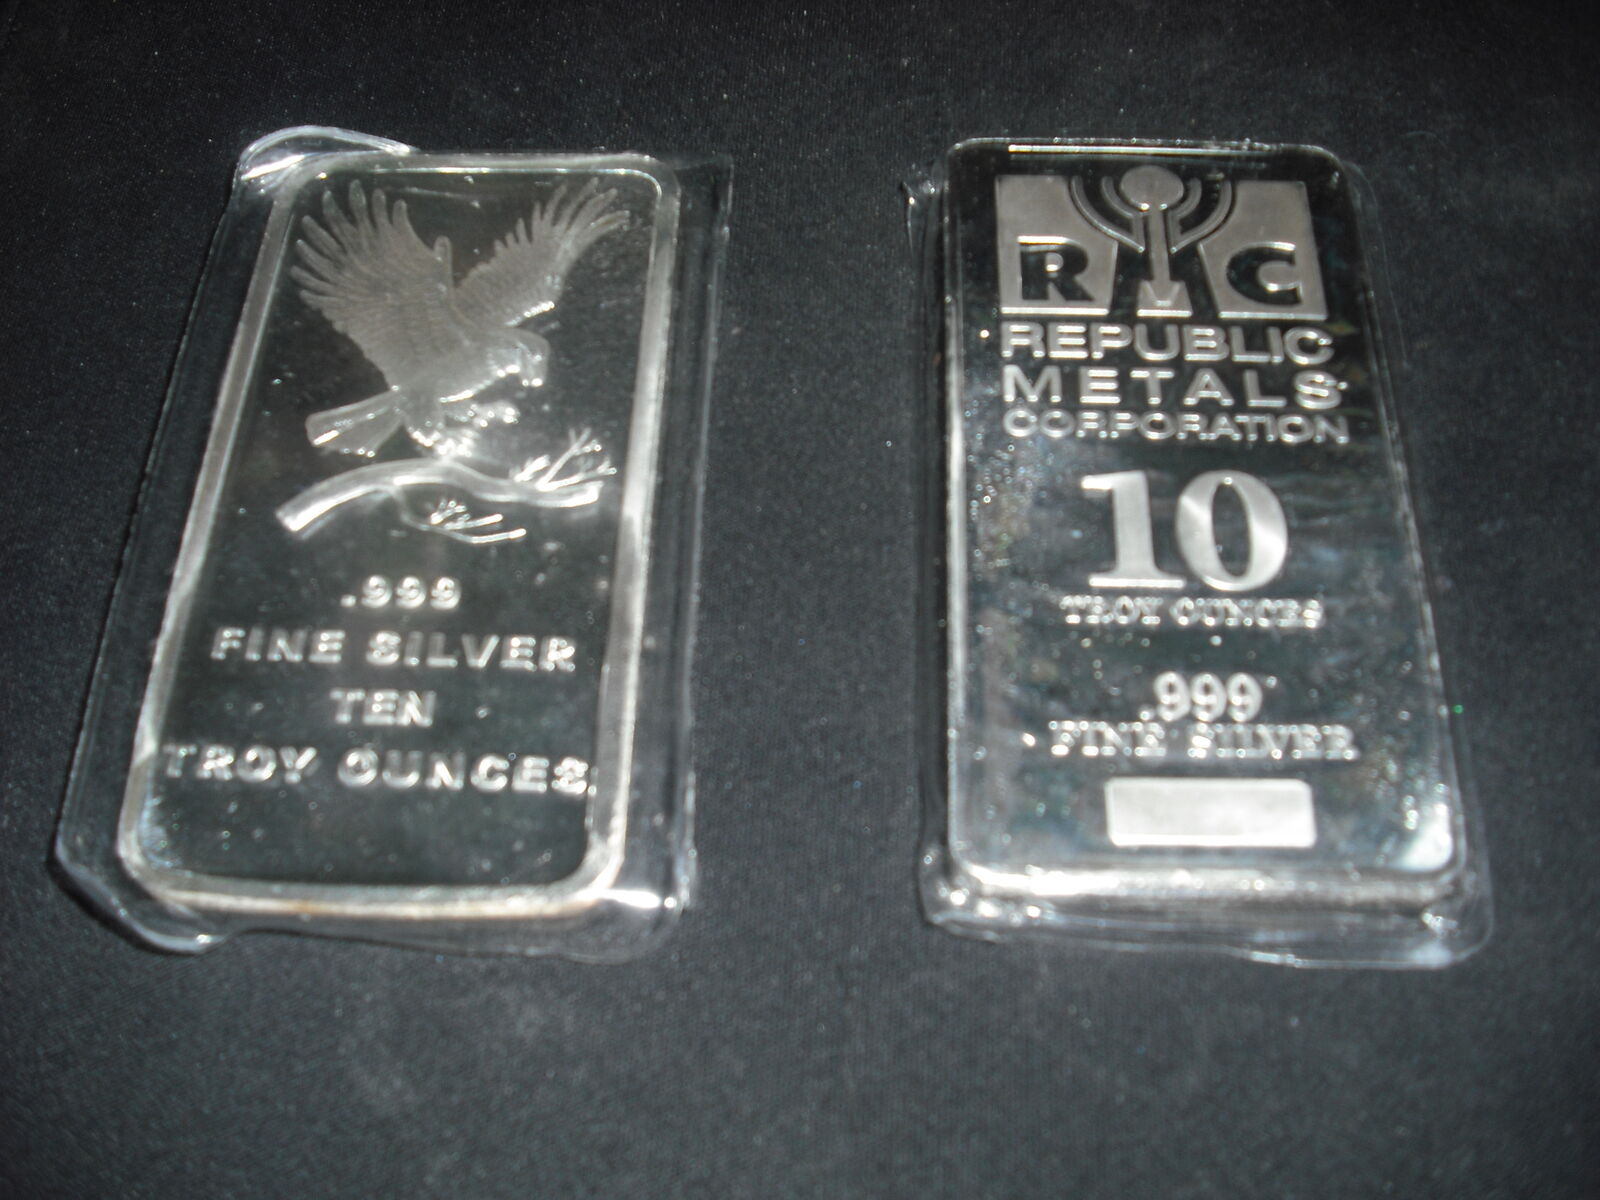 .999
FINE SILVER
TEN
TROY OUNCES
R C
REPUBLIC
METALS
CORPORATION
10
TROY OUNCES
.999
FINE SILVER